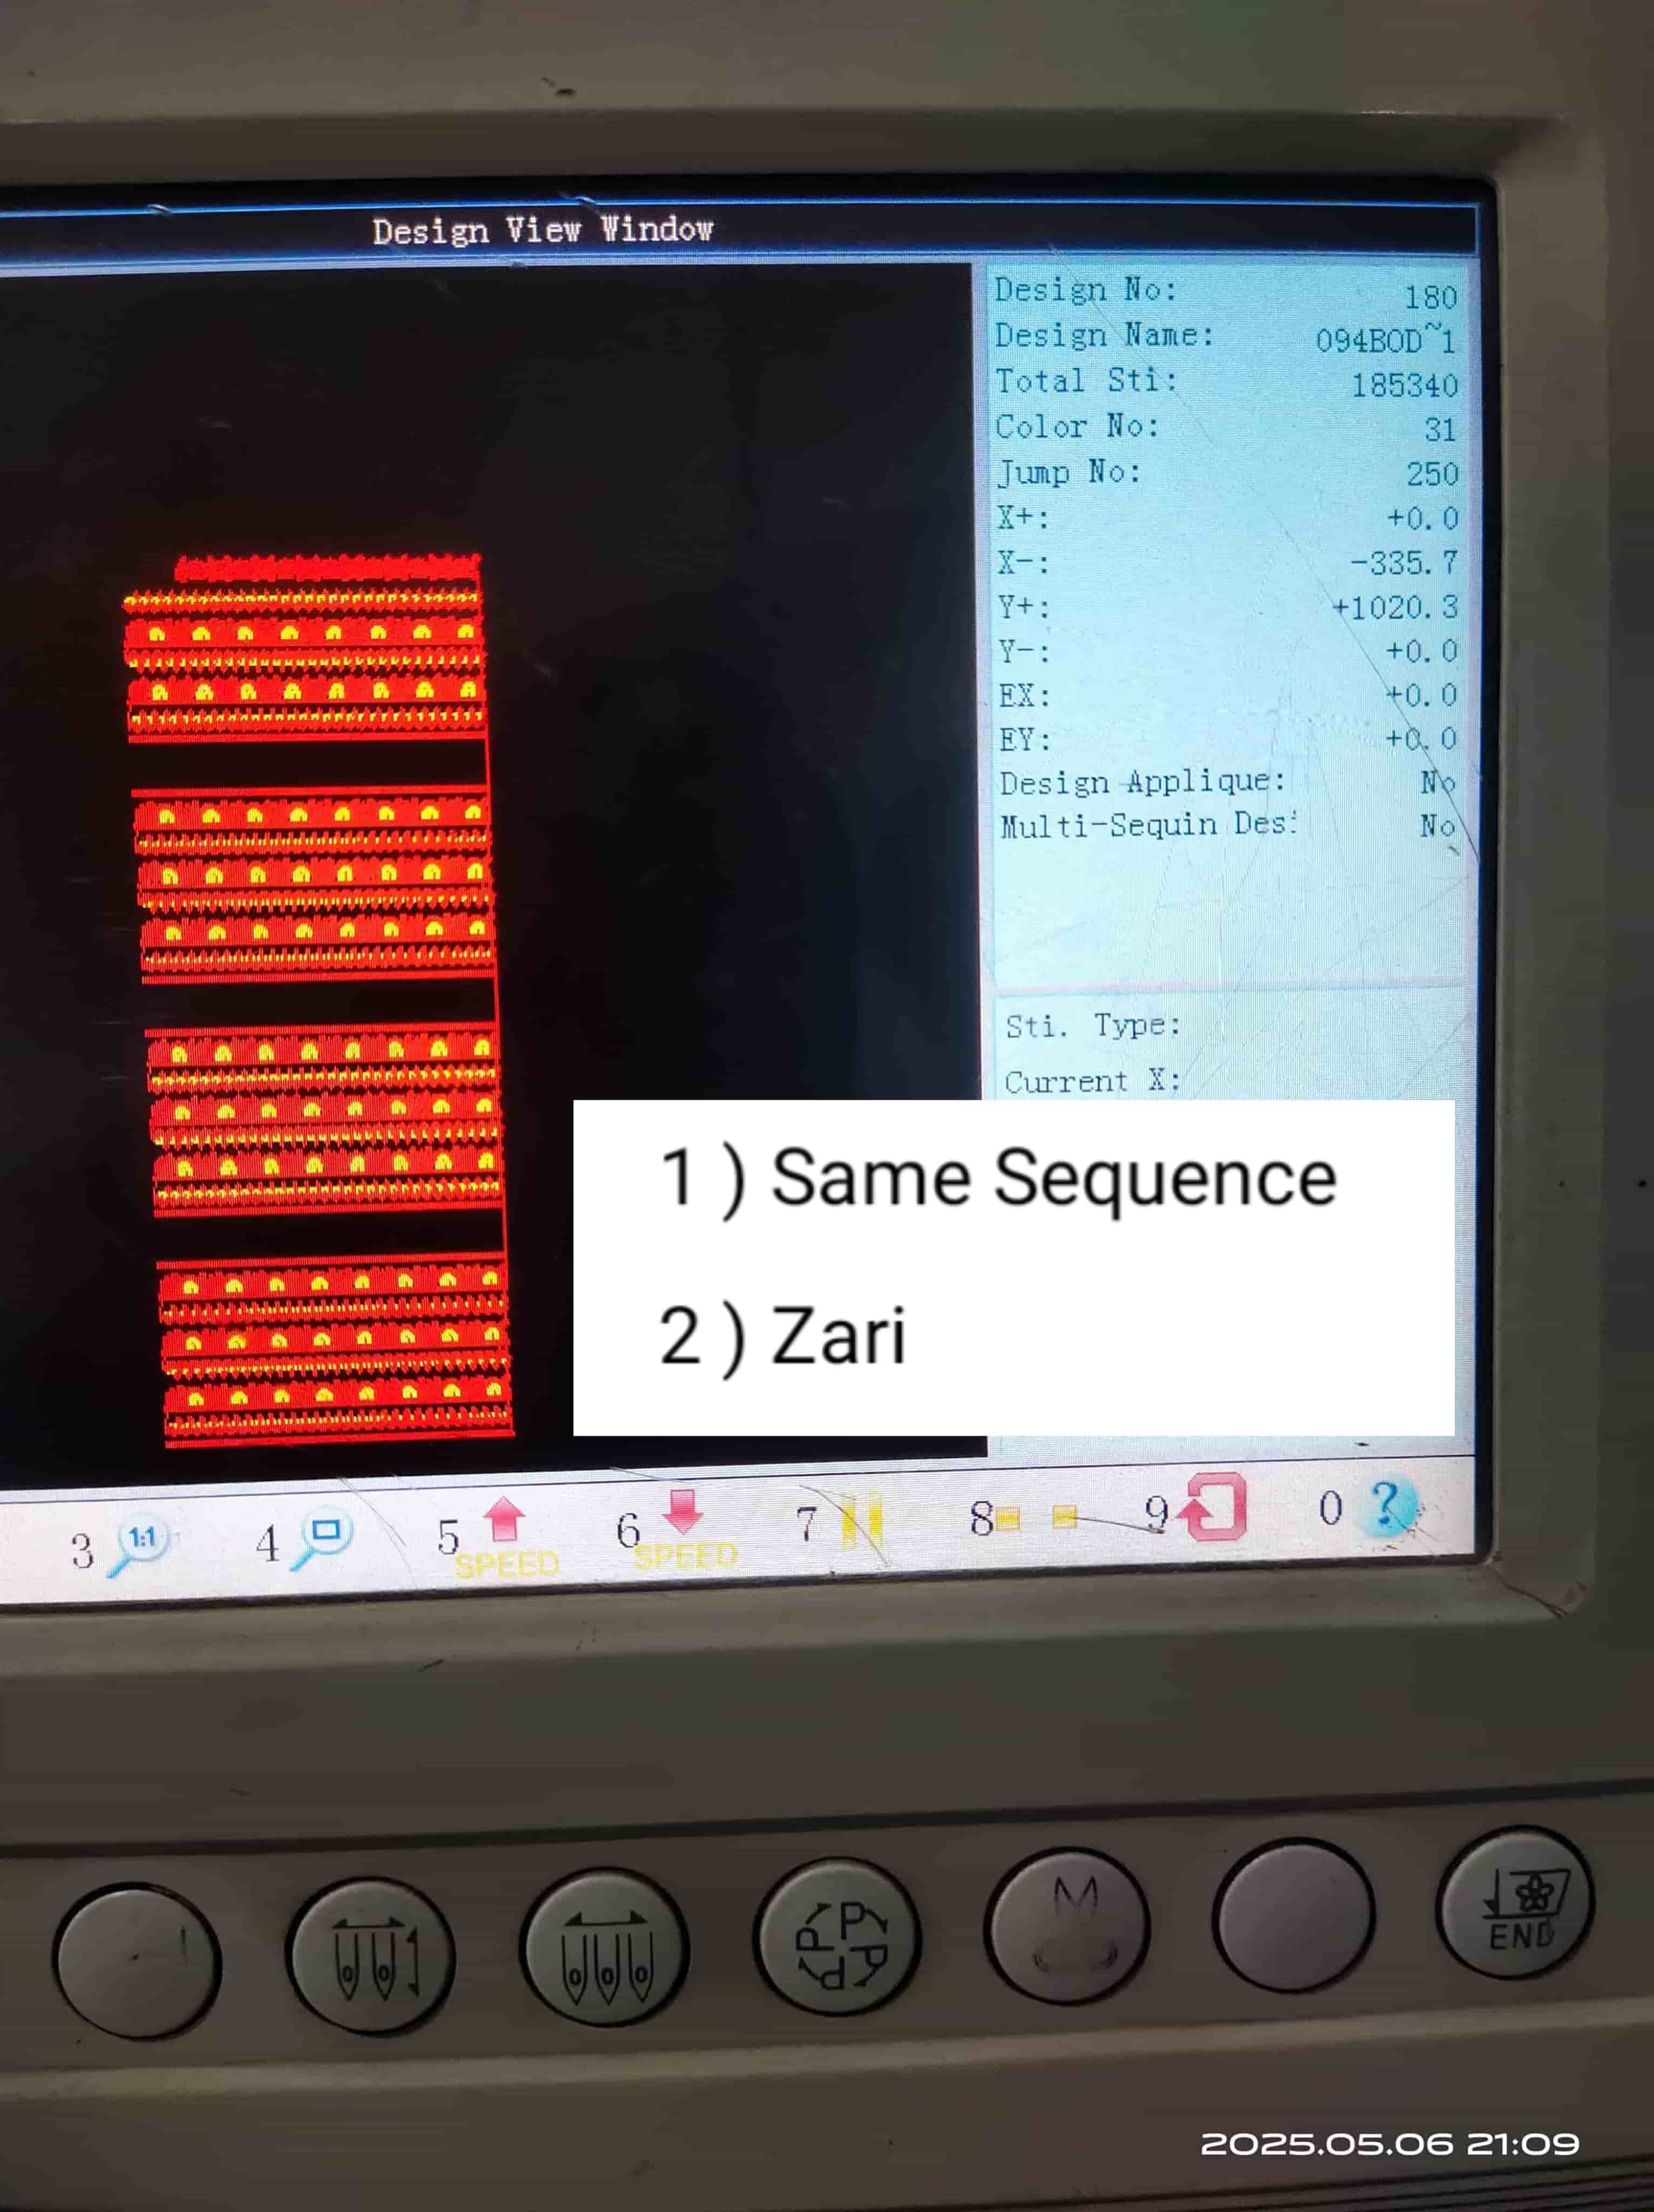 Design View Window
Design No: 180
Design Name: 094BOD~1
Total Sti: 185340
Color No: 31
Jump No: 250
X+: +0.0
X-: -335.7
Y+: +1020.3
Y-: +0.0
EX: +0.0
EY: +0.0
Design Applique: No
Multi-Sequin Des: No
Sti. Type:
Current X:
1 ) Same Sequence
2 ) Zari
3 1:1 4 5 SPEED 6 SPEED 7 8 9 0 ?
P P P P M END
2025.05.06 21:09